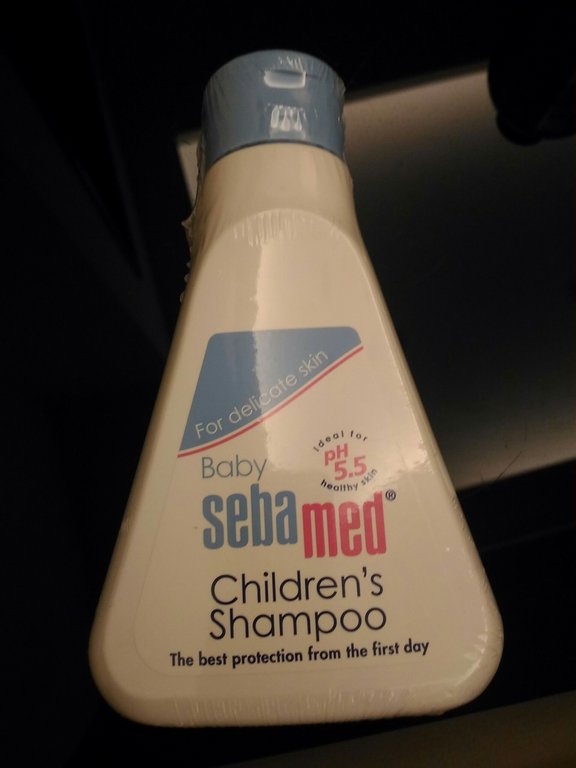 For delicate skin
Ideal for
pH
5.5
healthy skin
Baby
sebamed®
Children's
Shampoo
The best protection from the first day